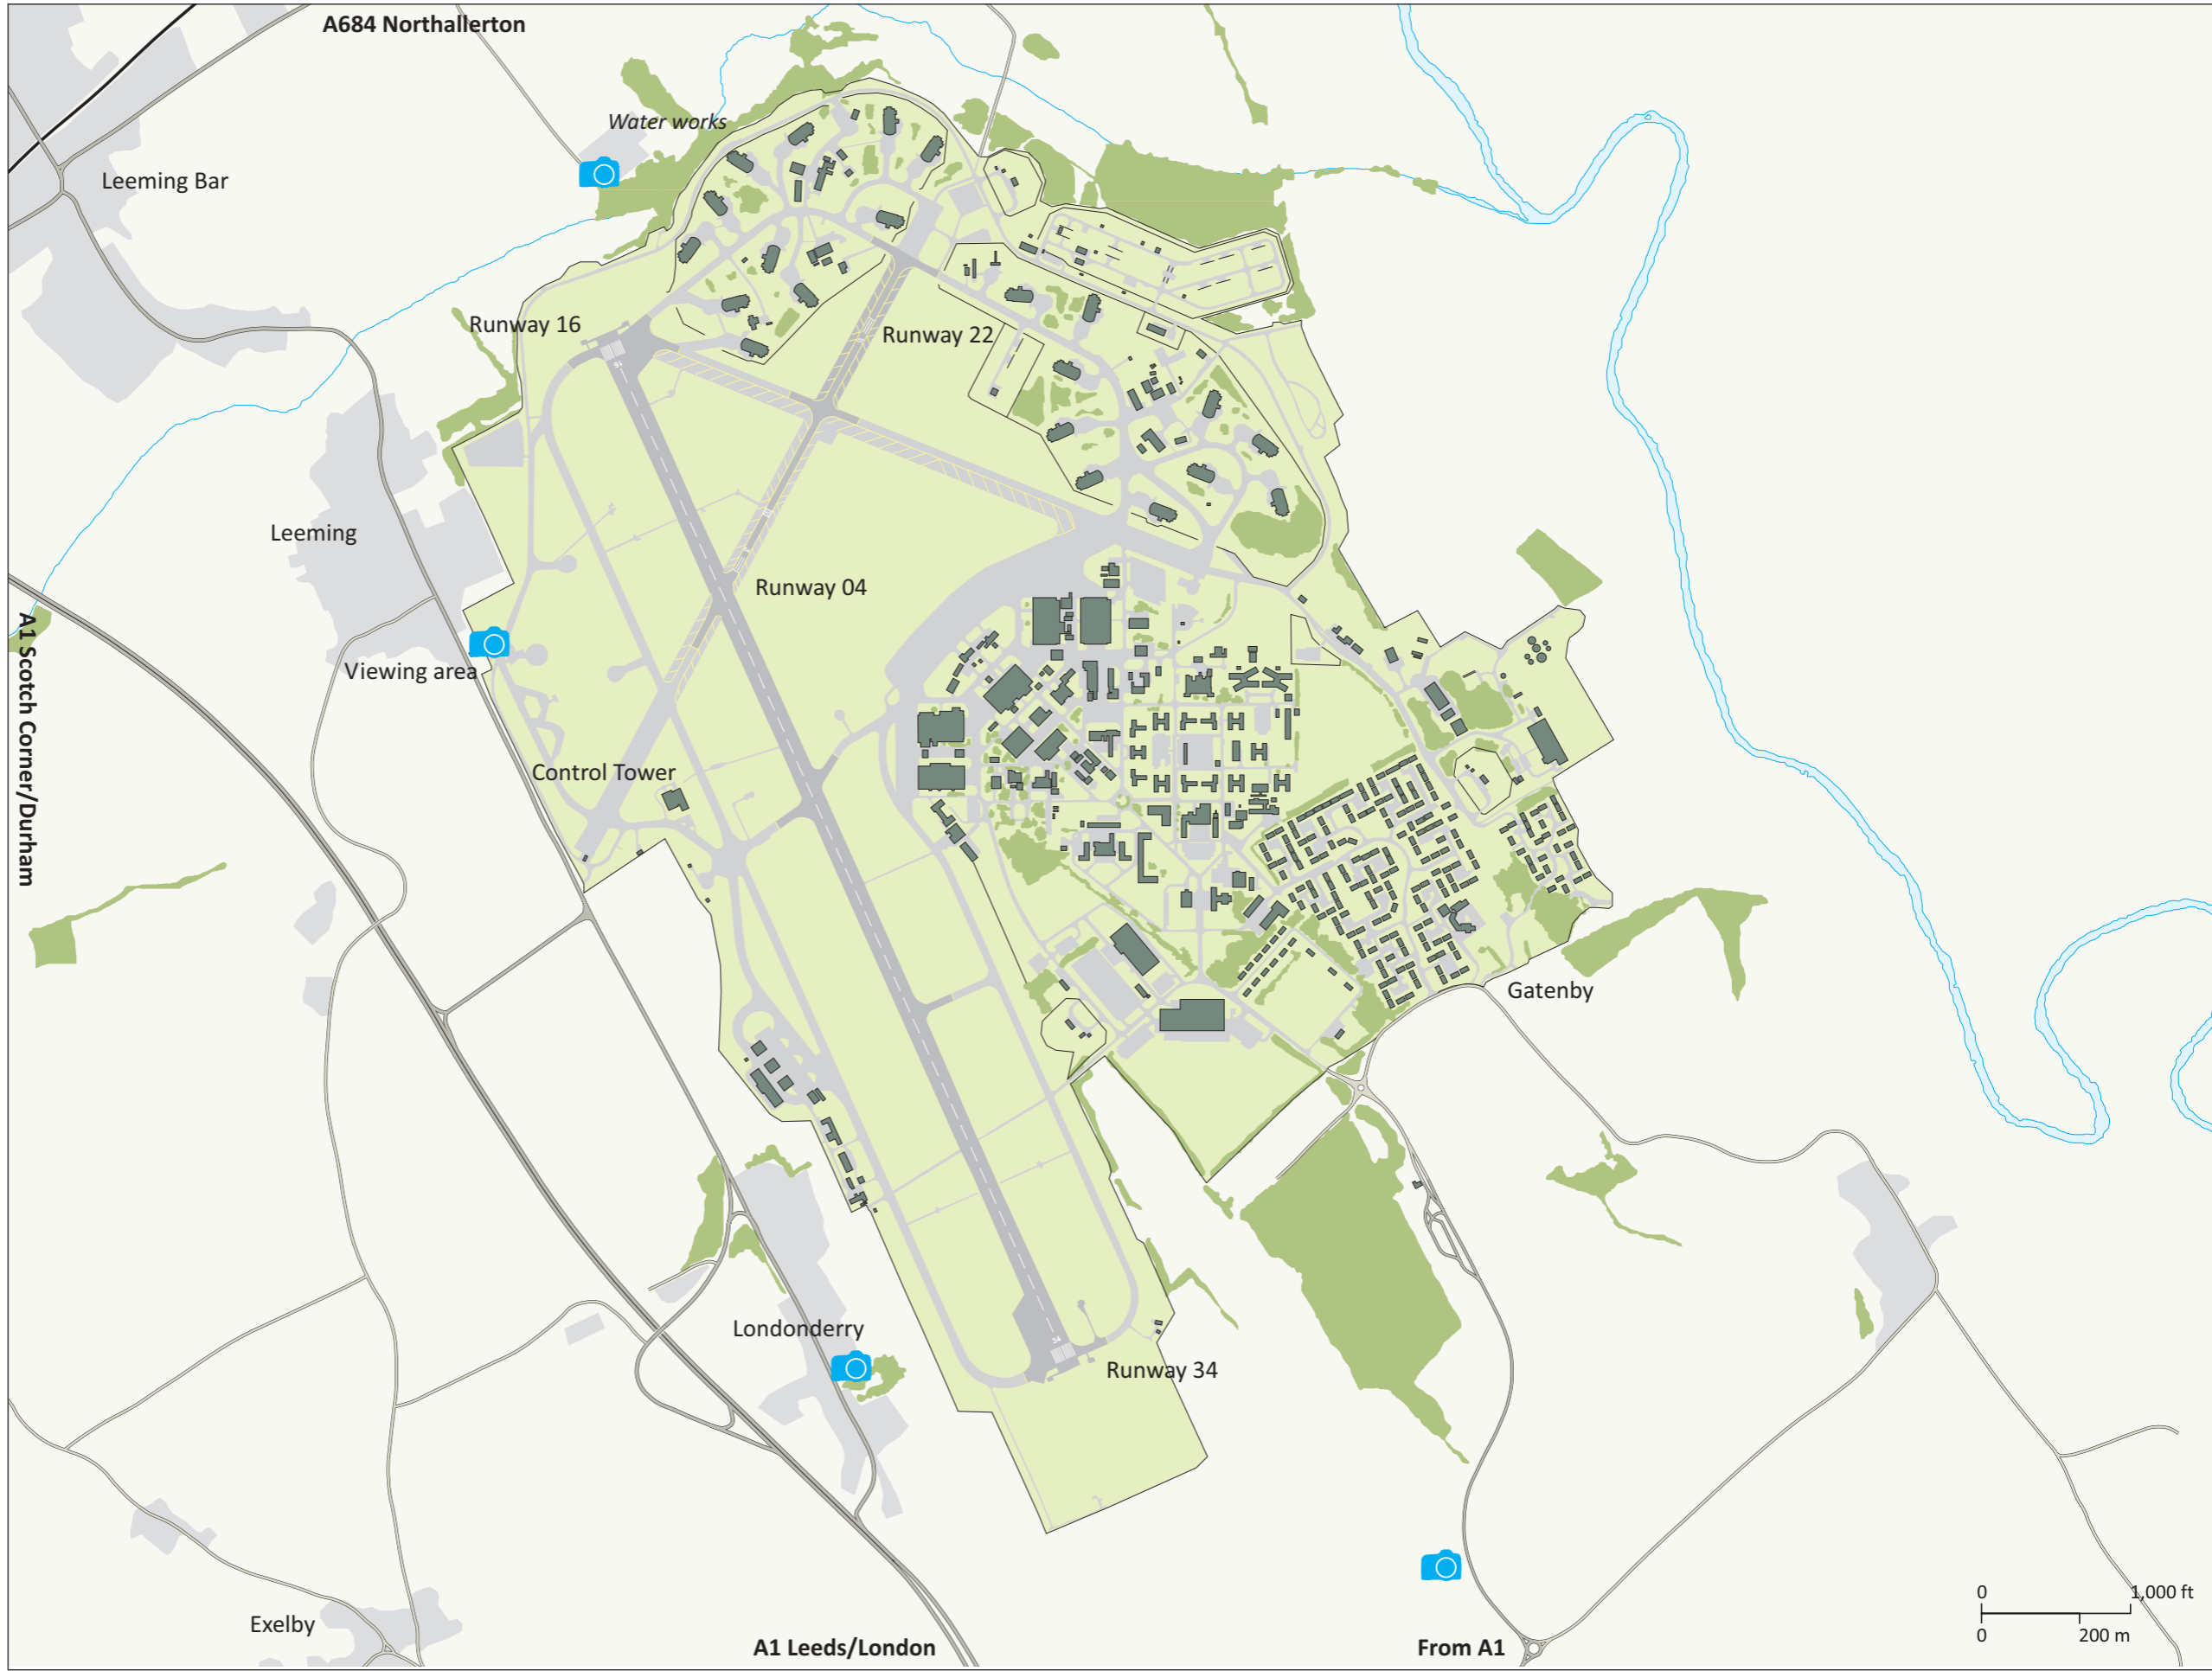 A684 Northallerton
Water works
Leeming Bar
Runway 16
Runway 22
Leeming
Runway 04
A1 Scotch Corner/Durham
Viewing area
Control Tower
Gatenby
Londonderry
Runway 34
Exelby
A1 Leeds/London
From A1
0 1,000 ft
0 200 m